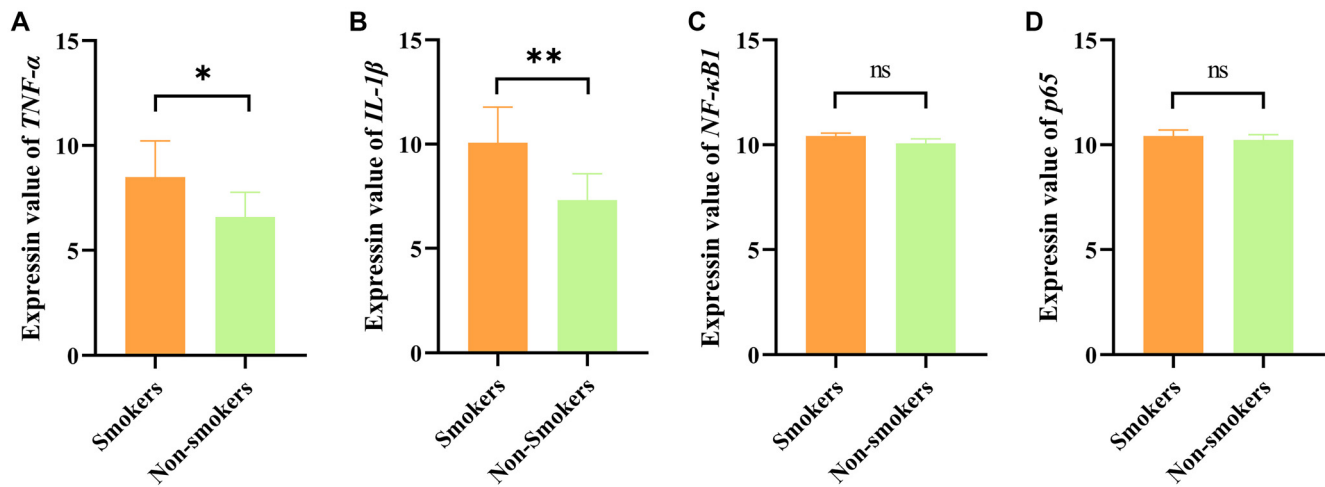 A
Expressin value of TNF-α
15
10
5
0
*
Smokers
Non-smokers
B
Expressin value of IL-1β
15
10
5
0
**
Smokers
Non-Smokers
C
Expressin value of NF-κB1
15
10
5
0
ns
Smokers
Non-smokers
D
Expressin value of p65
15
10
5
0
ns
Smokers
Non-smokers